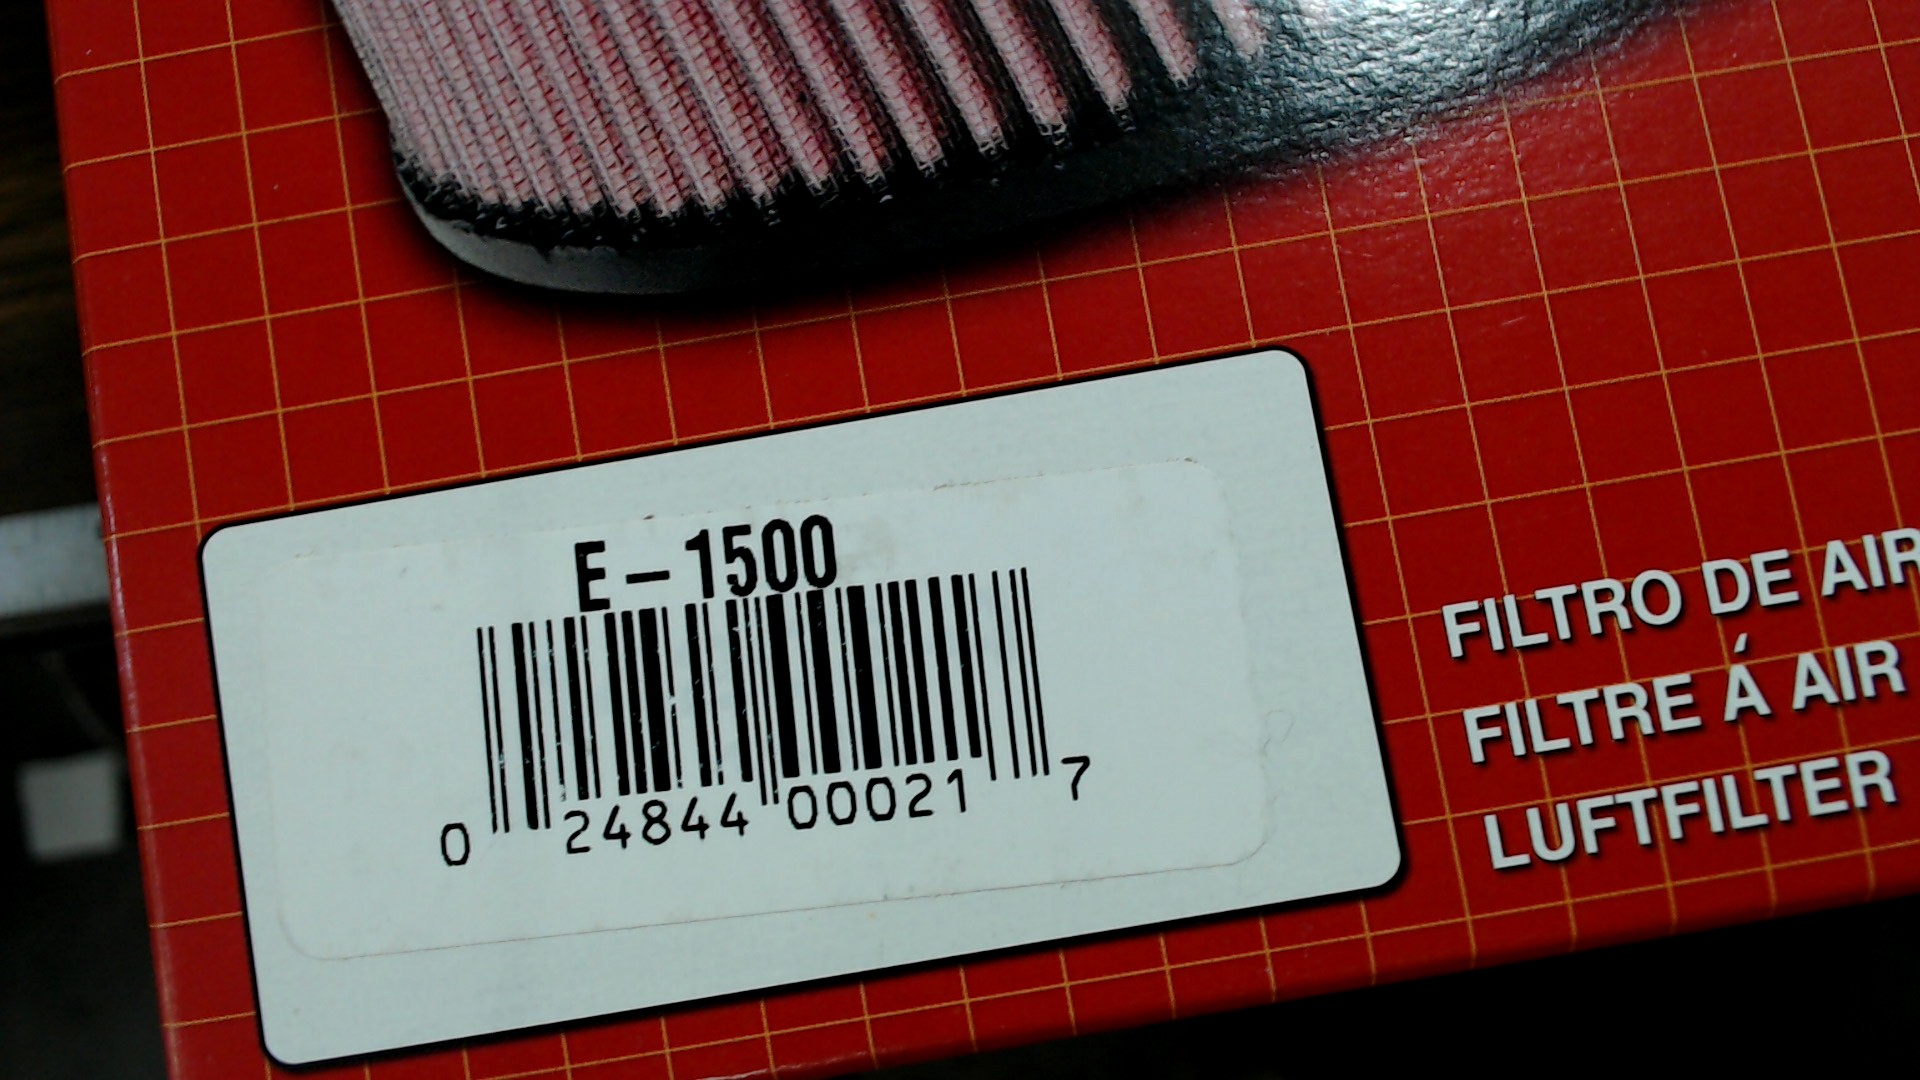 E-1500
0 24844 00021 7
FILTRO DE AIR
FILTRE Á AIR
LUFTFILTER